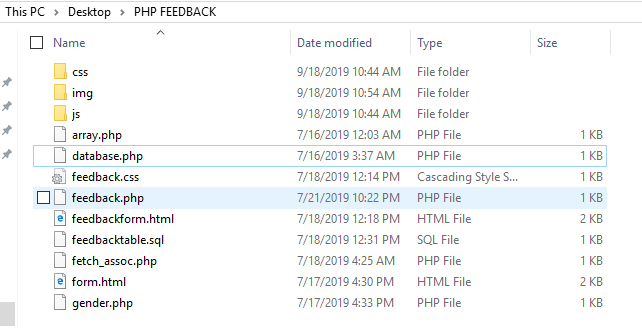 This PC > Desktop > PHP FEEDBACK
Name Date modified Type Size
css 9/18/2019 10:44 AM File folder
img 9/18/2019 10:54 AM File folder
js 9/18/2019 10:44 AM File folder
array.php 7/16/2019 12:03 AM PHP File 1 KB
database.php 7/16/2019 3:37 AM PHP File 1 KB
feedback.css 7/18/2019 12:14 PM Cascading Style S... 1 KB
feedback.php 7/21/2019 10:22 PM PHP File 1 KB
feedbackform.html 7/18/2019 12:18 PM HTML File 2 KB
feedbacktable.sql 7/18/2019 12:31 PM SQL File 1 KB
fetch_assoc.php 7/18/2019 4:25 AM PHP File 1 KB
form.html 7/17/2019 4:30 PM HTML File 2 KB
gender.php 7/17/2019 4:33 PM PHP File 1 KB